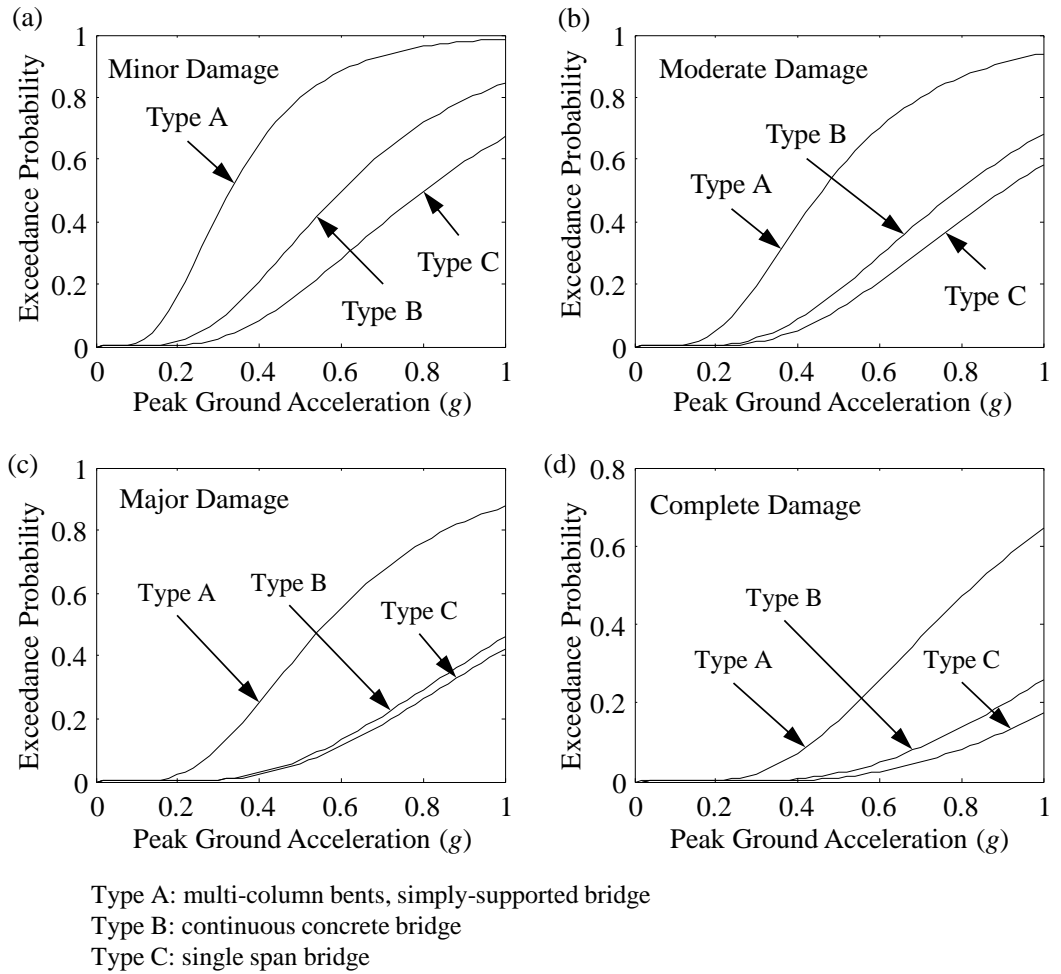 (a)
1
0.8
0.6
0.4
0.2
0
Exceedance Probability
Minor Damage
Type A
Type B
Type C
0 0.2 0.4 0.6 0.8 1
Peak Ground Acceleration (g)
(b)
1
0.8
0.6
0.4
0.2
0
Exceedance Probability
Moderate Damage
Type B
Type A
Type C
0 0.2 0.4 0.6 0.8 1
Peak Ground Acceleration (g)
(c)
1
0.8
0.6
0.4
0.2
0
Exceedance Probability
Major Damage
Type B
Type A
Type C
0 0.2 0.4 0.6 0.8 1
Peak Ground Acceleration (g)
(d)
0.8
0.6
0.4
0.2
0
Exceedance Probability
Complete Damage
Type B
Type A
Type C
0 0.2 0.4 0.6 0.8 1
Peak Ground Acceleration (g)
Type A: multi-column bents, simply-supported bridge
Type B: continuous concrete bridge
Type C: single span bridge